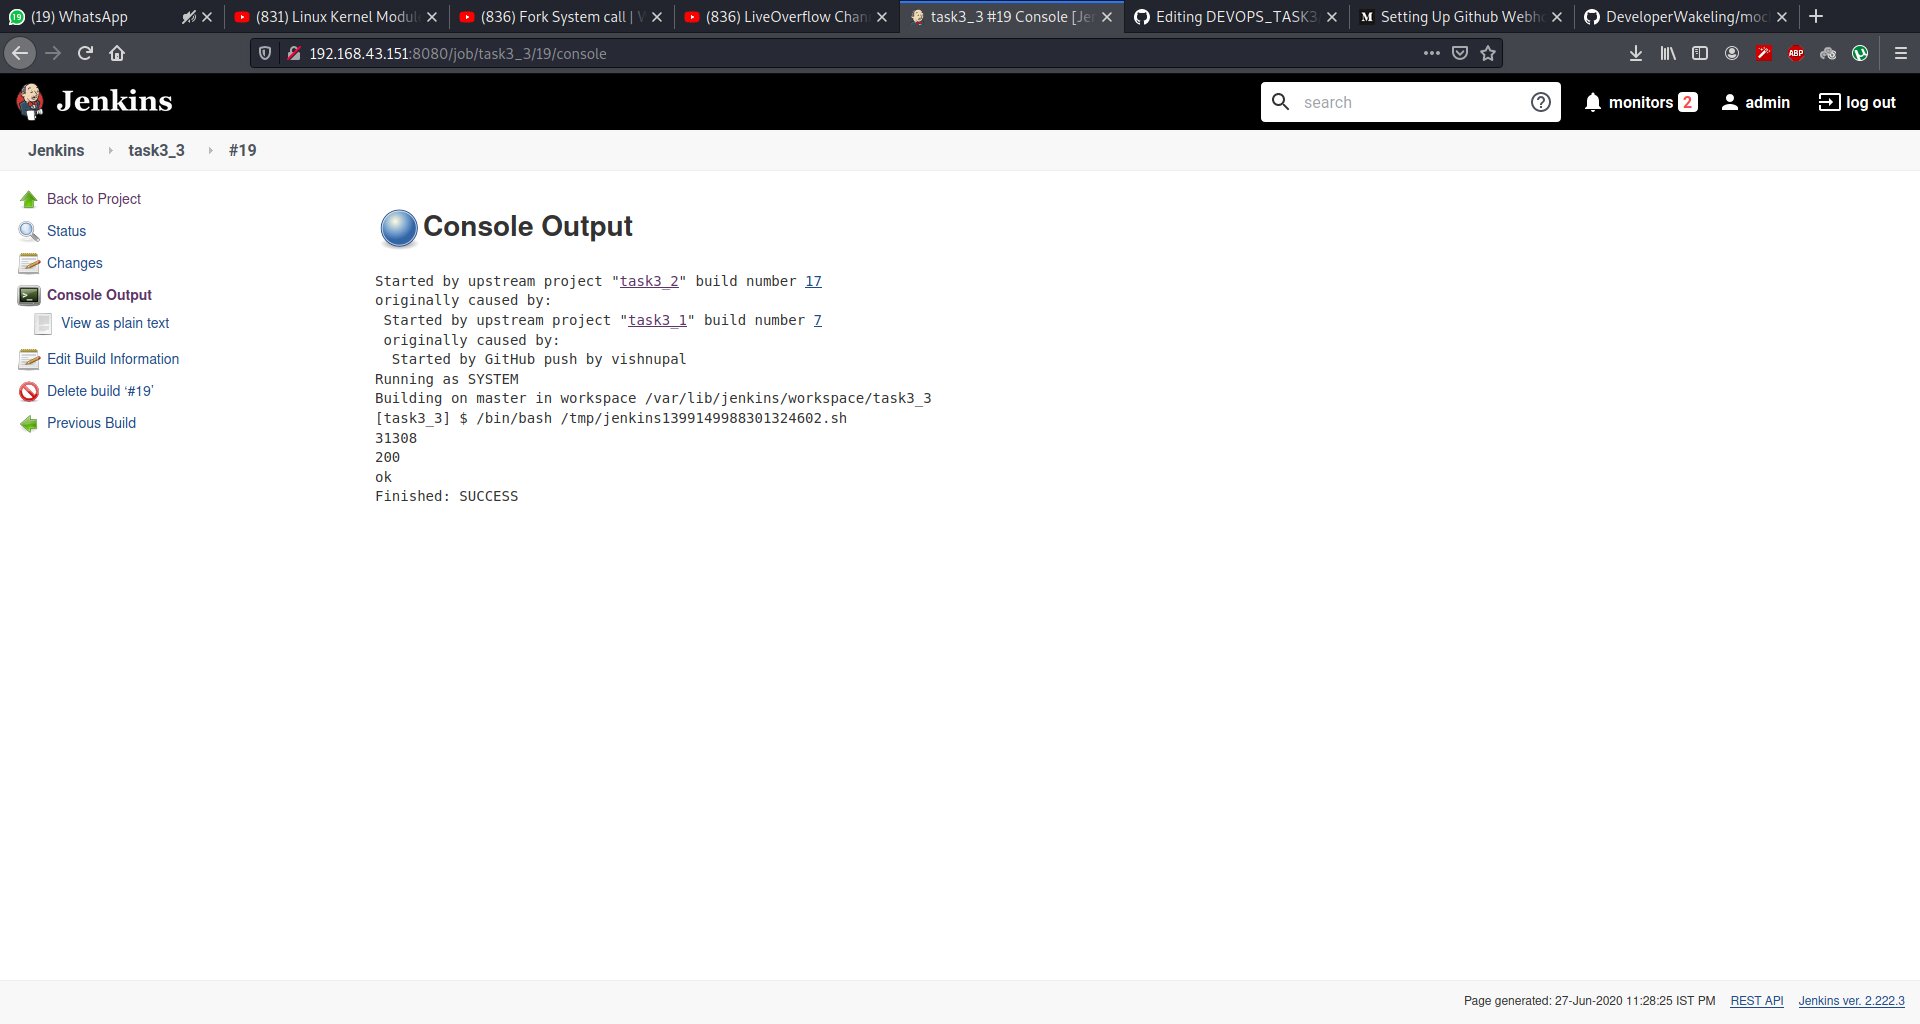 (19) WhatsApp
(831) Linux Kernel Modul
(836) Fork System call |
(836) LiveOverflow Chan
task3_3 #19 Console [Je
Editing DEVOPS_TASK3
M Setting Up Github Webh
DeveloperWakeling/moc
192.168.43.151:8080/job/task3_3/19/console
ABP
Jenkins
search
monitors 2
admin
log out
Jenkins
task3_3
#19
Back to Project
Status
Changes
Console Output
View as plain text
Edit Build Information
Delete build ‘#19’
Previous Build
Console Output
Started by upstream project "task3_2" build number 17
originally caused by:
Started by upstream project "task3_1" build number 7
originally caused by:
Started by GitHub push by vishnupal
Running as SYSTEM
Building on master in workspace /var/lib/jenkins/workspace/task3_3
[task3_3] $ /bin/bash /tmp/jenkins1399149988301324602.sh
31308
200
ok
Finished: SUCCESS
Page generated: 27-Jun-2020 11:28:25 IST PM
REST API
Jenkins ver. 2.222.3